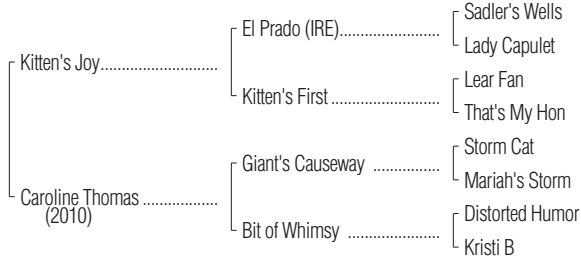 Sadler's Wells
El Prado (IRE)..........................
Lady Capulet
Kitten's Joy............................
Lear Fan
Kitten's First ..........................
That's My Hon
Storm Cat
Giant's Causeway ................
Mariah's Storm
Caroline Thomas ..................
(2010)
Distorted Humor
Bit of Whimsy ......................
Kristi B